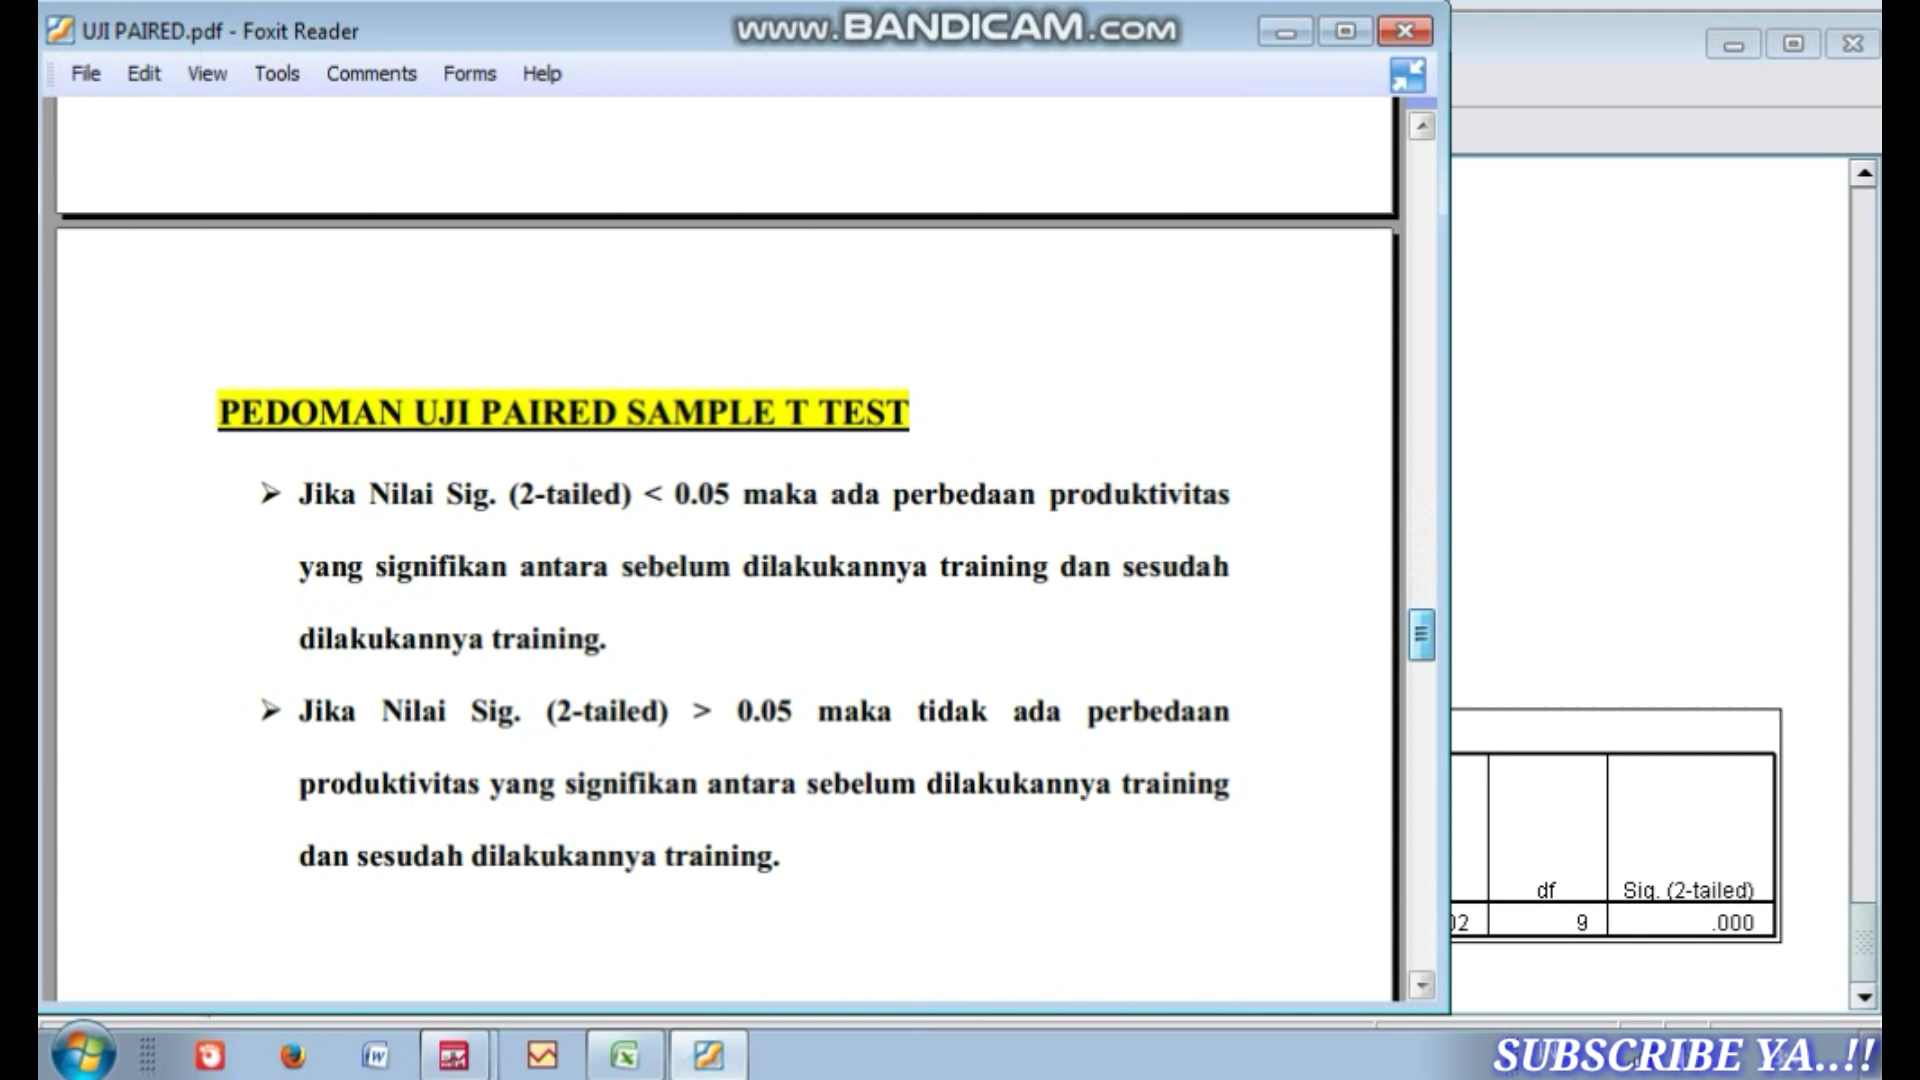 UJI PAIRED.pdf - Foxit Reader
www.BANDICAM.com
File Edit View Tools Comments Forms Help
PEDOMAN UJI PAIRED SAMPLE T TEST
➢ Jika Nilai Sig. (2-tailed) < 0.05 maka ada perbedaan produktivitas
yang signifikan antara sebelum dilakukannya training dan sesudah
dilakukannya training.
➢ Jika Nilai Sig. (2-tailed) > 0.05 maka tidak ada perbedaan
produktivitas yang signifikan antara sebelum dilakukannya training
dan sesudah dilakukannya training.
df Sig. (2-tailed)
02 9 .000
SUBSCRIBE YA..!!